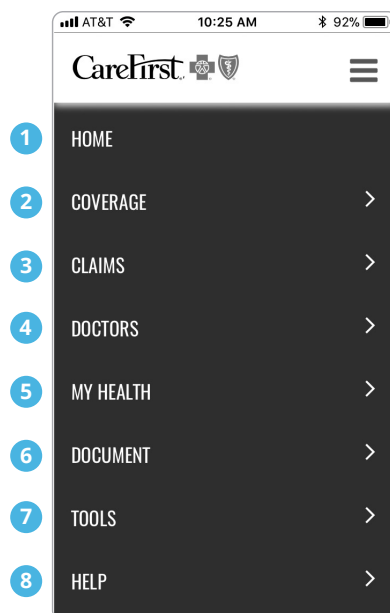 AT&T 10:25 AM 92%
CareFirst.
1 HOME
2 COVERAGE
3 CLAIMS
4 DOCTORS
5 MY HEALTH
6 DOCUMENT
7 TOOLS
8 HELP